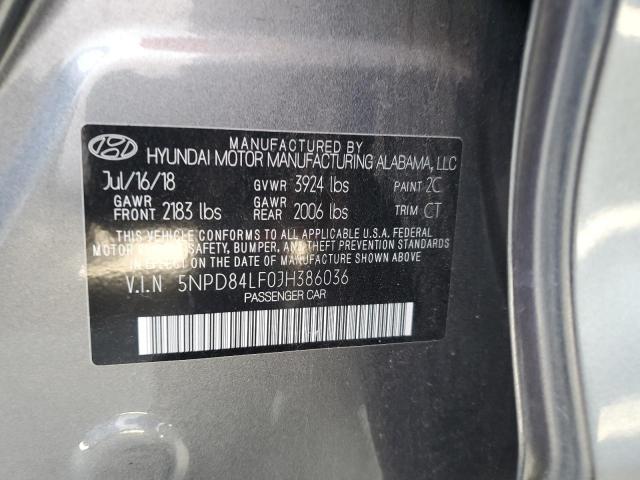 MANUFACTURED BY
HYUNDAI MOTOR MANUFACTURING ALABAMA, LLC
Jul/16/18 GVWR 3924 lbs PAINT 2C
GAWR FRONT 2183 lbs GAWR REAR 2006 lbs TRIM CT
THIS VEHICLE CONFORMS TO ALL APPLICABLE U.S.A. FEDERAL
MOTOR SAFETY, BUMPER, AND THEFT PREVENTION STANDARDS
EFFECT ON THE DATE OF MANUFACTURE SHOWN ABOVE.
V.I.N 5NPD84LF0JH386036
PASSENGER CAR